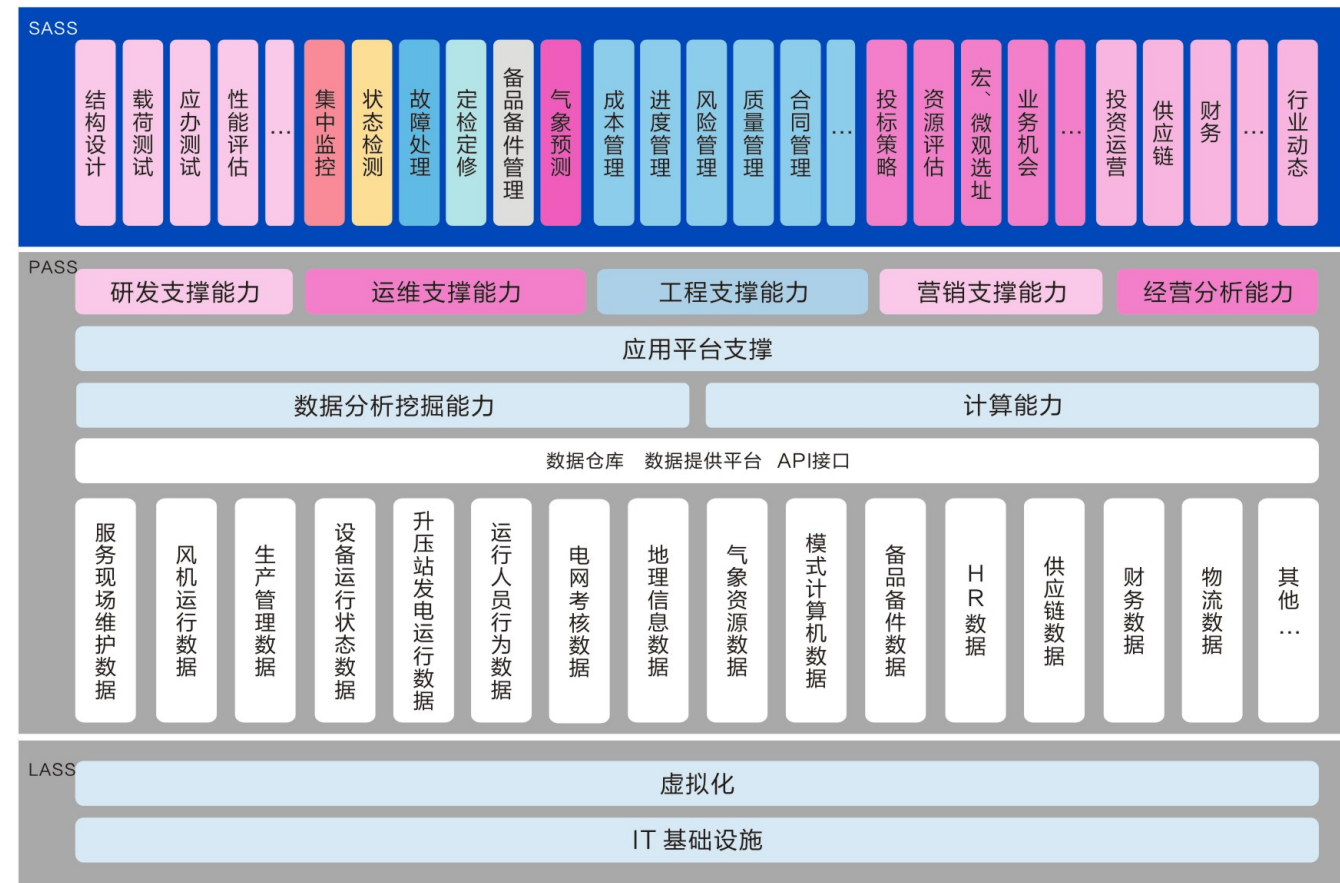 SASS
结构设计
载荷测试
应办测试
性能评估
…
集中监控
状态检测
故障处理
定检定修
备品备件管理
气象预测
成本管理
进度管理
风险管理
质量管理
合同管理
…
投标策略
资源评估
宏、微观选址
业务机会
…
投资运营
供应链
财务
…
行业动态
PASS
研发支撑能力
运维支撑能力
工程支撑能力
营销支撑能力
经营分析能力
应用平台支撑
数据分析挖掘能力
计算能力
数据仓库 数据提供平台 API接口
服务现场维护数据
风机运行数据
生产管理数据
设备运行状态数据
升压站发电运行数据
运行人员行为数据
电网考核数据
地理信息数据
气象资源数据
模式计算机数据
备品备件数据
HR数据
供应链数据
财务数据
物流数据
其他…
LASS
虚拟化
IT 基础设施